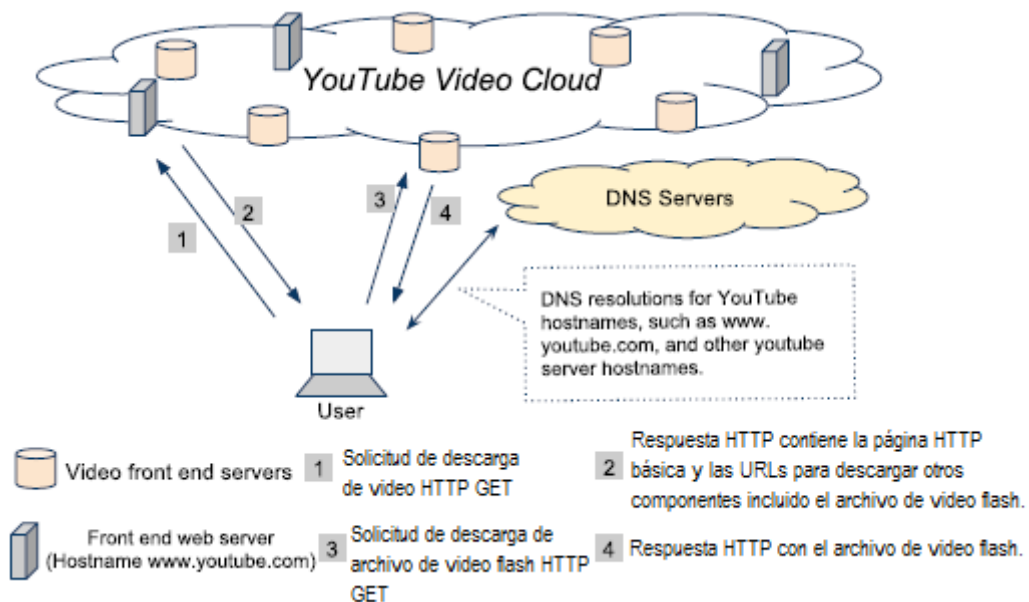 YouTube Video Cloud
DNS Servers
1
2
3
4
DNS resolutions for YouTube
hostnames, such as www.
youtube.com, and other youtube
server hostnames.
User
Video front end servers
1
Solicitud de descarga
de video HTTP GET
2
Respuesta HTTP contiene la página HTTP
básica y las URLs para descargar otros
componentes incluido el archivo de video flash.
Front end web server
(Hostname www.youtube.com)
3
Solicitud de descarga de
archivo de video flash HTTP
GET
4
Respuesta HTTP con el archivo de video flash.